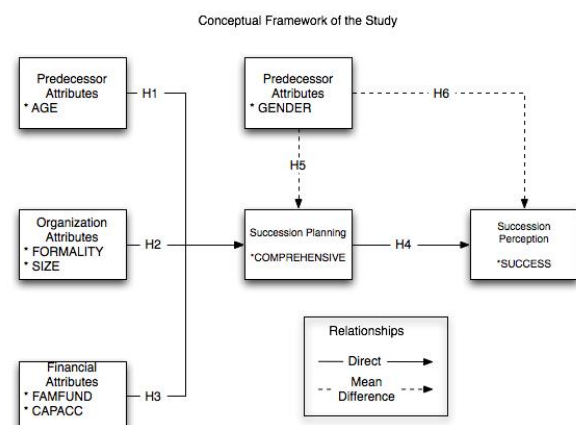 Conceptual Framework of the Study
Predecessor
Attributes
* AGE
H1
Predecessor
Attributes
* GENDER
H6
H5
Organization
Attributes
* FORMALITY
* SIZE
H2
Succession Planning
*COMPREHENSIVE
H4
Succession
Perception
*SUCCESS
Relationships
Direct
Mean
Difference
Financial
Attributes
* FAMFUND
* CAPACC
H3